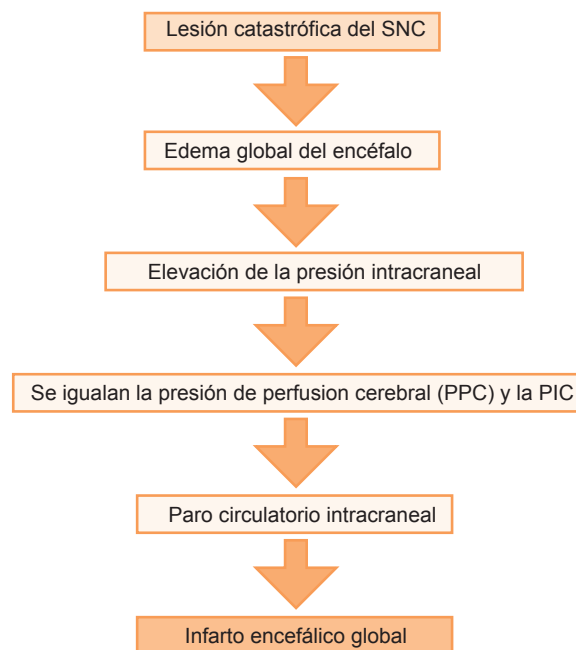 Lesión catastrófica del SNC
Edema global del encéfalo
Elevación de la presión intracraneal
Se igualan la presión de perfusion cerebral (PPC) y la PIC
Paro circulatorio intracraneal
Infarto encefálico global